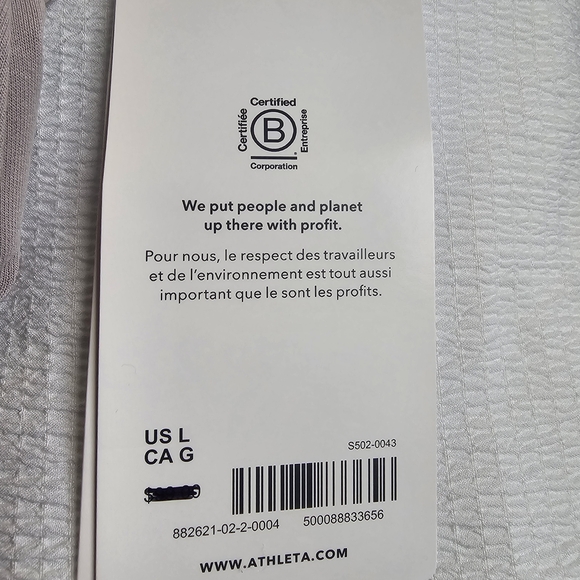 Certified
Certifiée
B
Entreprise
Corporation
We put people and planet
up there with profit.
Pour nous, le respect des travailleurs
et de l'environnement est tout aussi
important que le sont les profits.
US L
CA G
S502-0043
882621-02-2-0004 500088833656
WWW.ATHLETA.COM